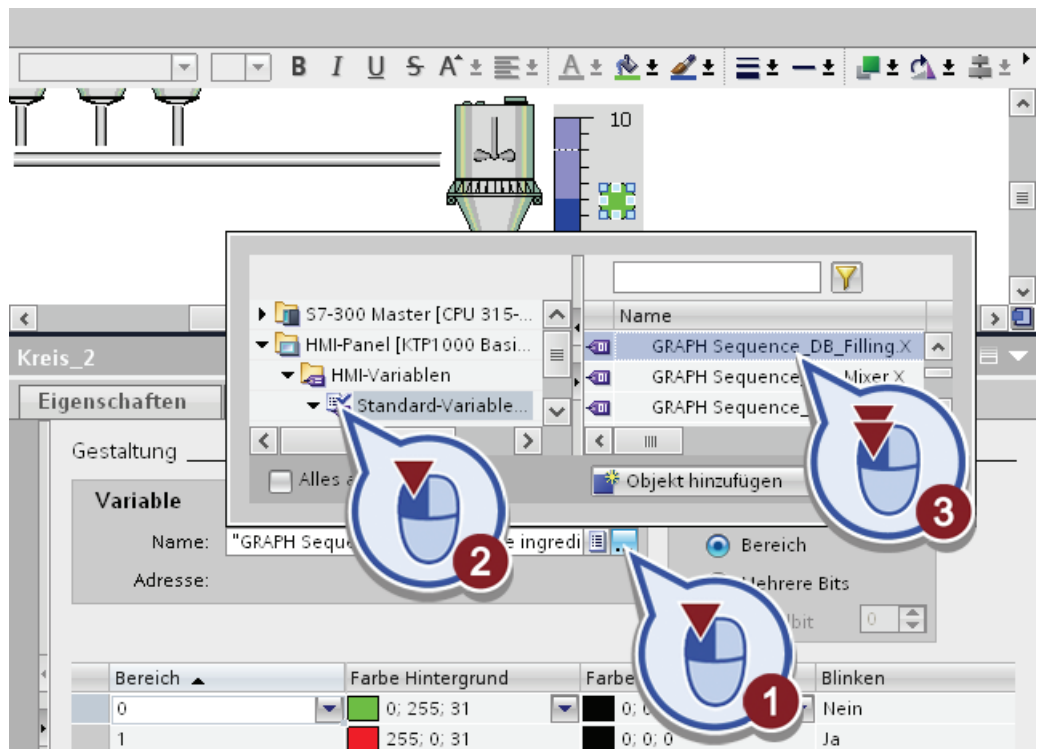 B I U S A
10
S7-300 Master [CPU 315-...
HMI-Panel [KTP1000 Basi...
HMI-Variablen
Standard-Variable...
Name
GRAPH Sequence_DB_Filling.X
GRAPH Sequence_ Mixer.X
GRAPH Sequence_
Alles a
Objekt hinzufügen
Kreis_2
Eigenschaften
Gestaltung
Variable
Name: "GRAPH Seque e ingredi
Adresse:
Bereich
Mehrere Bits
lbit 0
1
2
3
Bereich Farbe Hintergrund Farbe Blinken
0 0; 255; 31 0; 0 Nein
1 255; 0; 31 0; 0; 0 Ja